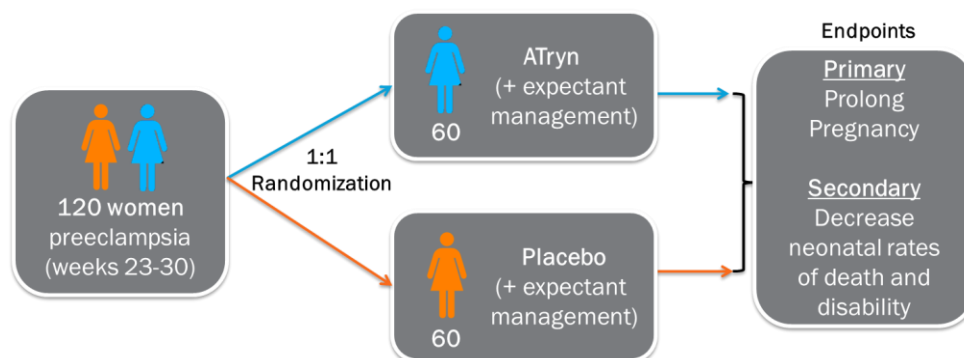 120 women
preeclampsia
(weeks 23-30)
1:1
Randomization
ATryn
(+ expectant
management)
60
Placebo
(+ expectant
management)
60
Endpoints
Primary
Prolong
Pregnancy
Secondary
Decrease
neonatal rates
of death and
disability